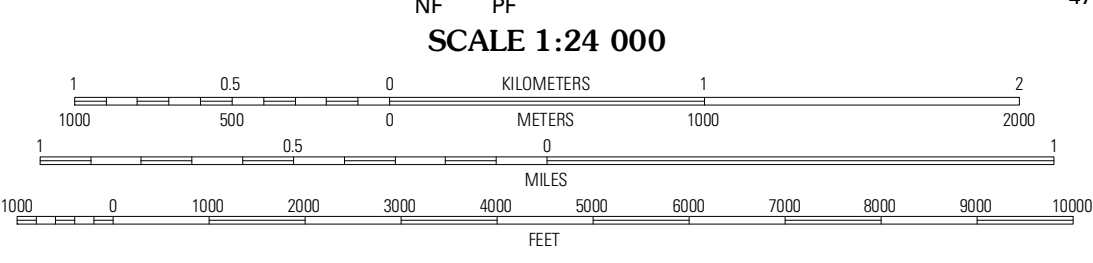 NF PF
47
SCALE 1:24 000
1 0.5 0 KILOMETERS 1 2
1000 500 0 METERS 1000 2000
1 0.5 0 1
MILES
1000 0 1000 2000 3000 4000 5000 6000 7000 8000 9000 10000
FEET